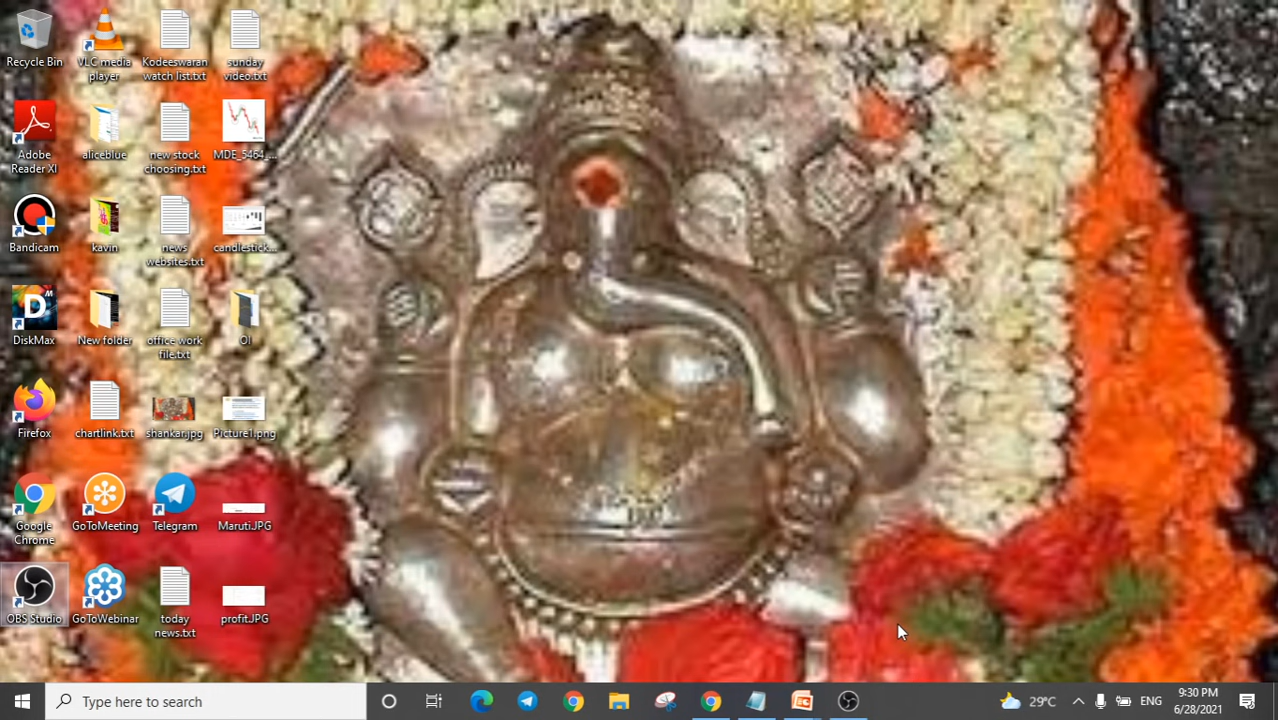 Recycle Bin
VLC media
player
Kodeeswaran
watch list.txt
sunday
video.txt
Adobe
Reader XI
aliceblue
new stock
choosing.txt
MDE_5464_...
Bandicam
kavin
news
websites.txt
candlestick...
DiskMax
New folder
office work
file.txt
OI
Firefox
chartlink.txt
shankar.jpg
Picture1.png
Google
Chrome
GoToMeeting
Telegram
Maruti.JPG
OBS Studio
GoToWebinar
today
news.txt
profit.JPG
Type here to search
29°C
ENG
9:30 PM
6/28/2021